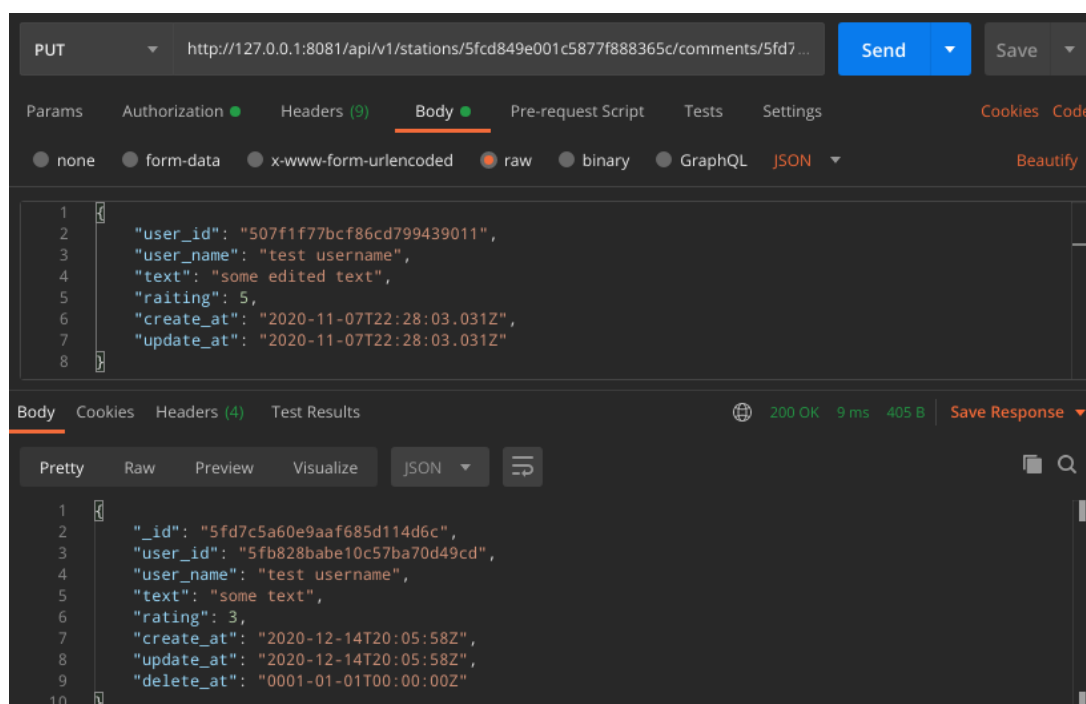 PUT http://127.0.0.1:8081/api/v1/stations/5fcd849e001c5877f888365c/comments/5fd7... Send Save
Params Authorization Headers (9) Body Pre-request Script Tests Settings Cookies Code
none form-data x-www-form-urlencoded raw binary GraphQL JSON Beautify
1 {
2 "user_id": "507f1f77bcf86cd799439011",
3 "user_name": "test username",
4 "text": "some edited text",
5 "raiting": 5,
6 "create_at": "2020-11-07T22:28:03.031Z",
7 "update_at": "2020-11-07T22:28:03.031Z"
8 }
Body Cookies Headers (4) Test Results 200 OK 9 ms 405 B Save Response
Pretty Raw Preview Visualize JSON
1 {
2 "_id": "5fd7c5a60e9aaf685d114d6c",
3 "user_id": "5fb828babe10c57ba70d49cd",
4 "user_name": "test username",
5 "text": "some text",
6 "rating": 3,
7 "create_at": "2020-12-14T20:05:58Z",
8 "update_at": "2020-12-14T20:05:58Z",
9 "delete_at": "0001-01-01T00:00:00Z"
10 }